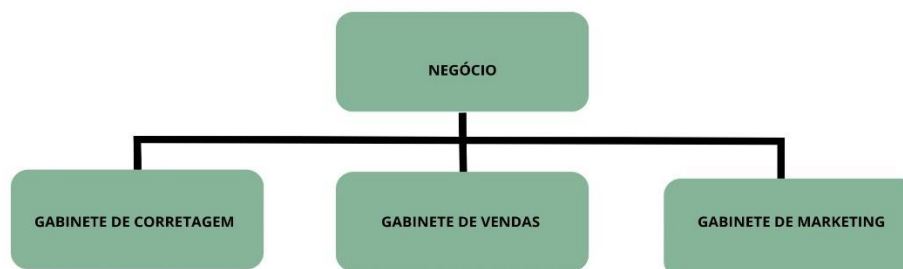 NEGÓCIO
GABINETE DE CORRETAGEM
GABINETE DE VENDAS
GABINETE DE MARKETING